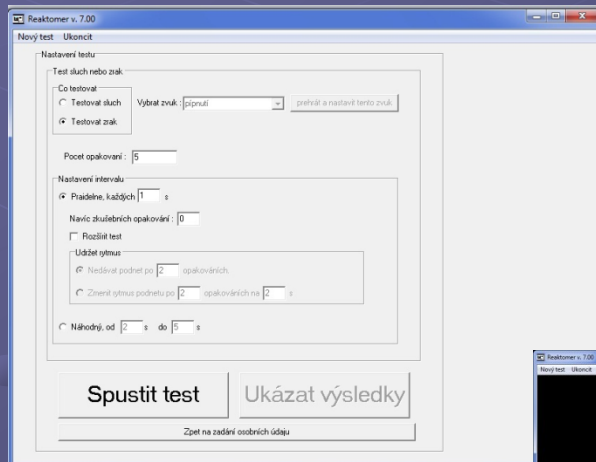 Reaktomer v. 7.00
Nový test Ukoncit
Nastavení testu
Test sluch nebo zrak
Co testovat
Testovat sluch
Vybrat zvuk : pípnutí
prehrát a nastavit tento zvuk
Testovat zrak
Pocet opakovaní : 5
Nastavení intervalu
Praidelne, každých 1 s
Navíc zkušebních opakování : 0
Rozšírit test
Udržet rytmus
Nedávat podnet po 2 opakováních.
Zmenit rytmus podnetu po 2 opakováních na 2 s
Náhodný, od 2 s do 5 s
Spustit test
Ukázat výsledky
Zpet na zadání osobních údaju
Reaktomer v. 7.00
Nový test Ukoncit